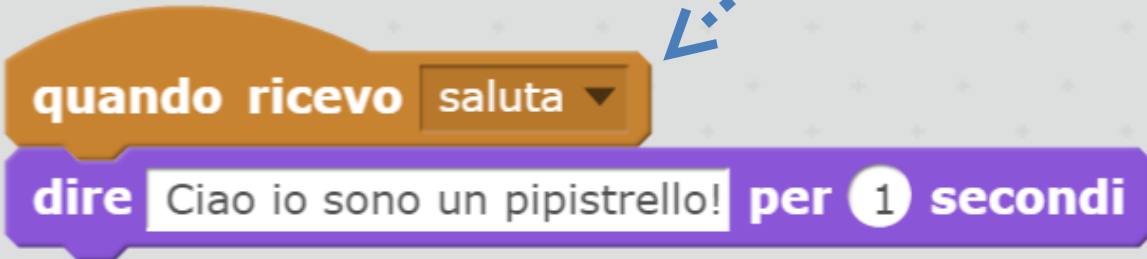 quando ricevo saluta
dire Ciao io sono un pipistrello! per 1 secondi